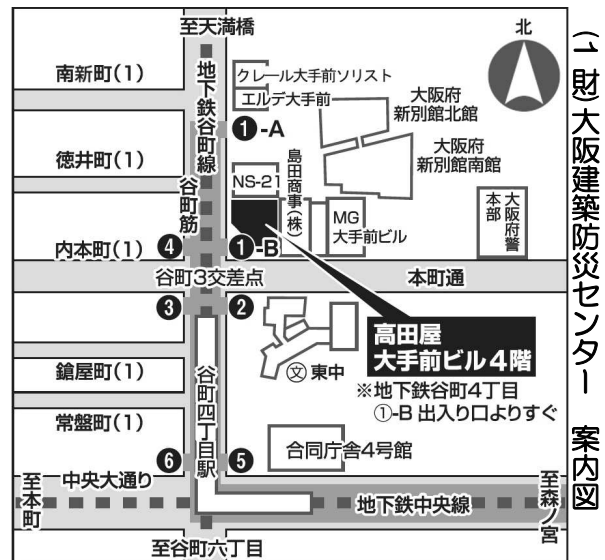 (1財)大阪建築防災センター 案内図
至天満橋
北
南新町(1)
地下鉄谷町線
クレール大手前ソリスト
エルデ大手前
大阪府
新別館北館
❶-A
徳井町(1)
島田商事(株)
大阪府
新別館南館
谷町筋
NS-21
MG
大手前ビル
大阪府警
本部
内本町(1)
❹
❶-B
谷町3交差点
本町通
❸
❷
高田屋
大手前ビル4階
文 東中
※地下鉄谷町4丁目
①-B 出入り口よりすぐ
鎗屋町(1)
谷町四丁目駅
常盤町(1)
❻
❺
合同庁舎4号館
至本町
中央大通り
地下鉄中央線
至森ノ宮
至谷町六丁目